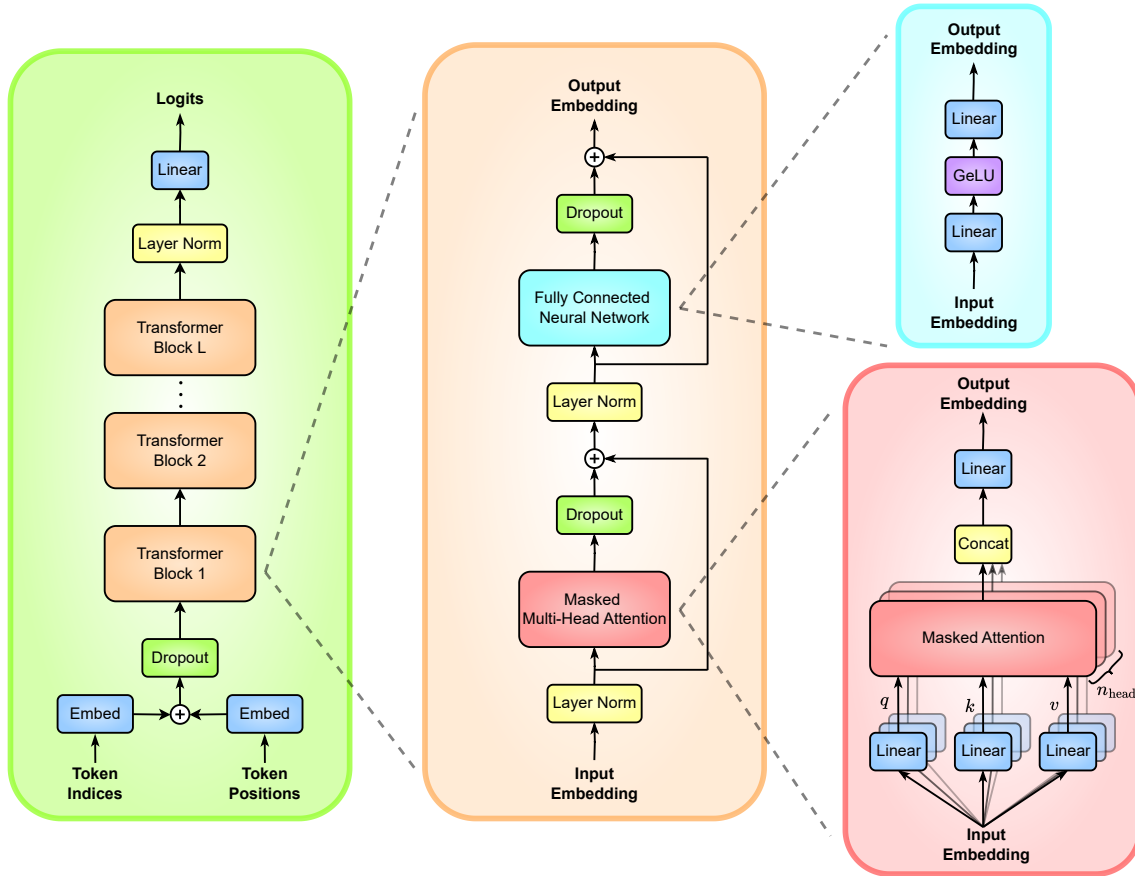 Logits
Linear
Layer Norm
Transformer
Block L
Transformer
Block 2
Transformer
Block 1
Dropout
Embed
Embed
Token
Indices
Token
Positions
Output
Embedding
Dropout
Fully Connected
Neural Network
Layer Norm
Dropout
Masked
Multi-Head Attention
Layer Norm
Input
Embedding
Output
Embedding
Linear
GeLU
Linear
Input
Embedding
Output
Embedding
Linear
Concat
Masked Attention
n_head
q
k
v
Linear
Linear
Linear
Input
Embedding